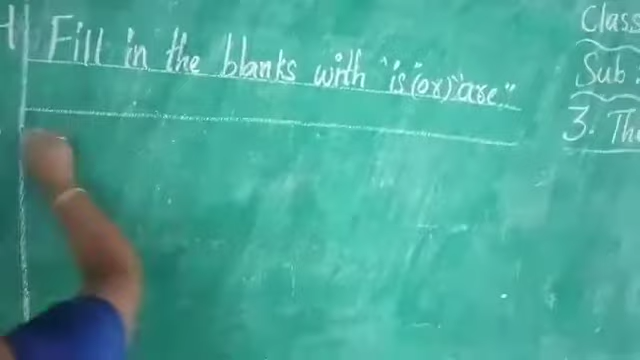 H Fill in the blanks with "is"(or)"are".
Class
Sub
3. The